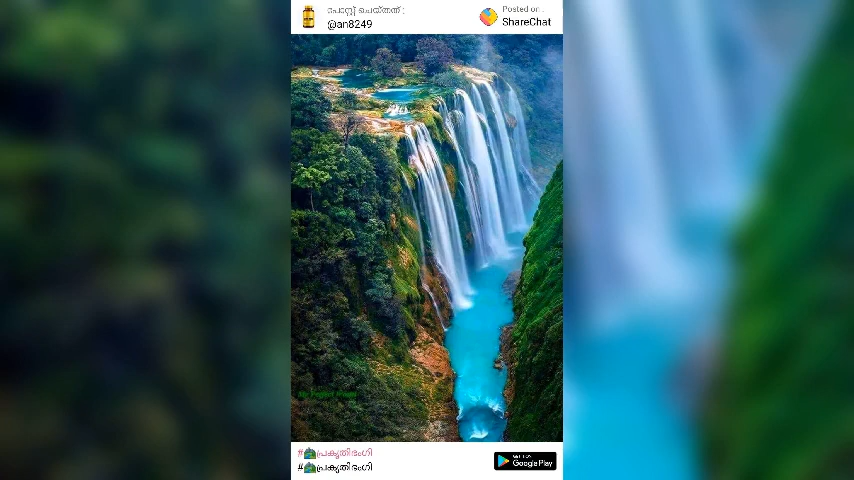 പോസ്റ്റ് ചെയ്തത് :
@an8249
Posted on :
ShareChat
#പ്രകൃതിഭംഗി
#പ്രകൃതിഭംഗി
GET IT ON
Google Play